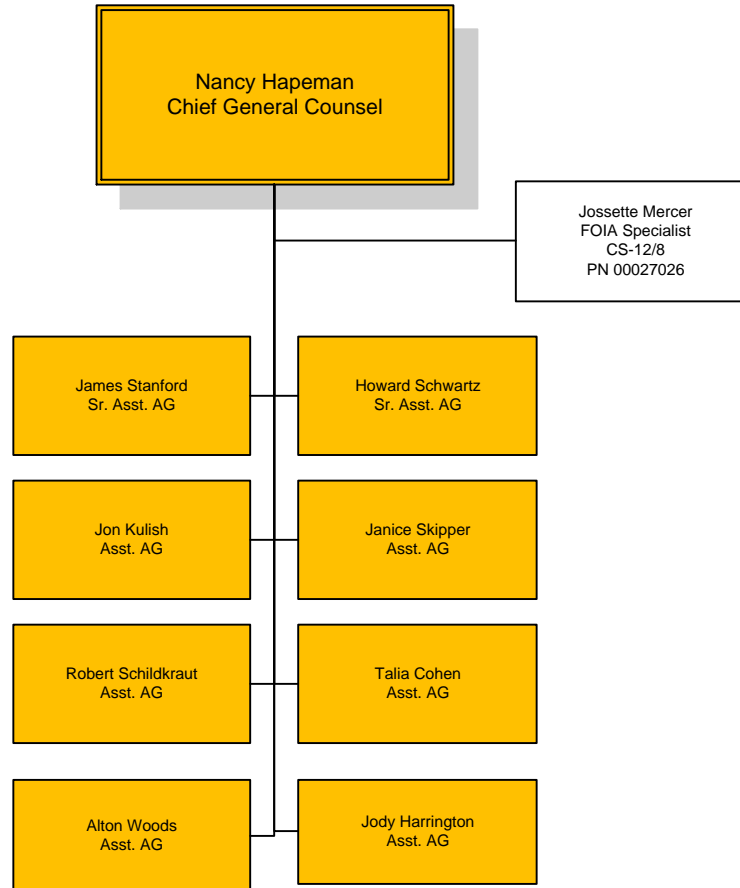 Nancy Hapeman
Chief General Counsel
Jossette Mercer
FOIA Specialist
CS-12/8
PN 00027026
James Stanford
Sr. Asst. AG
Howard Schwartz
Sr. Asst. AG
Jon Kulish
Asst. AG
Janice Skipper
Asst. AG
Robert Schildkraut
Asst. AG
Talia Cohen
Asst. AG
Alton Woods
Asst. AG
Jody Harrington
Asst. AG